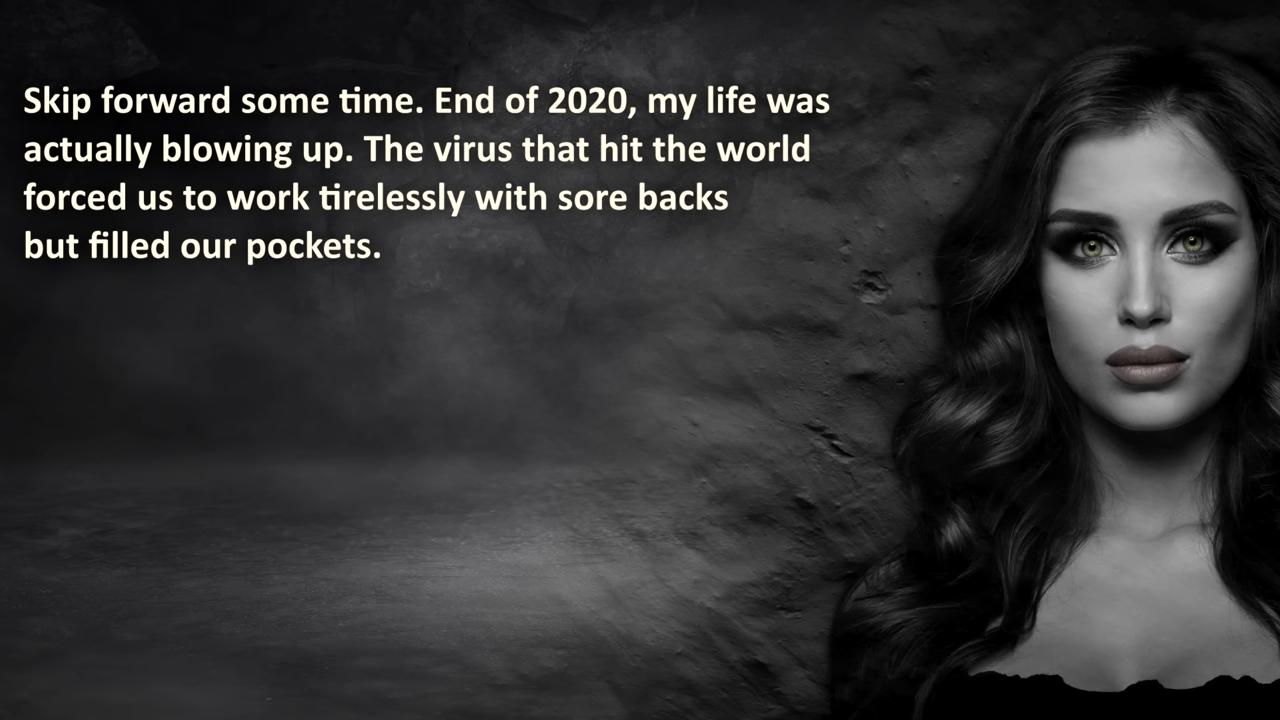 Skip forward some time. End of 2020, my life was
actually blowing up. The virus that hit the world
forced us to work tirelessly with sore backs
but filled our pockets.